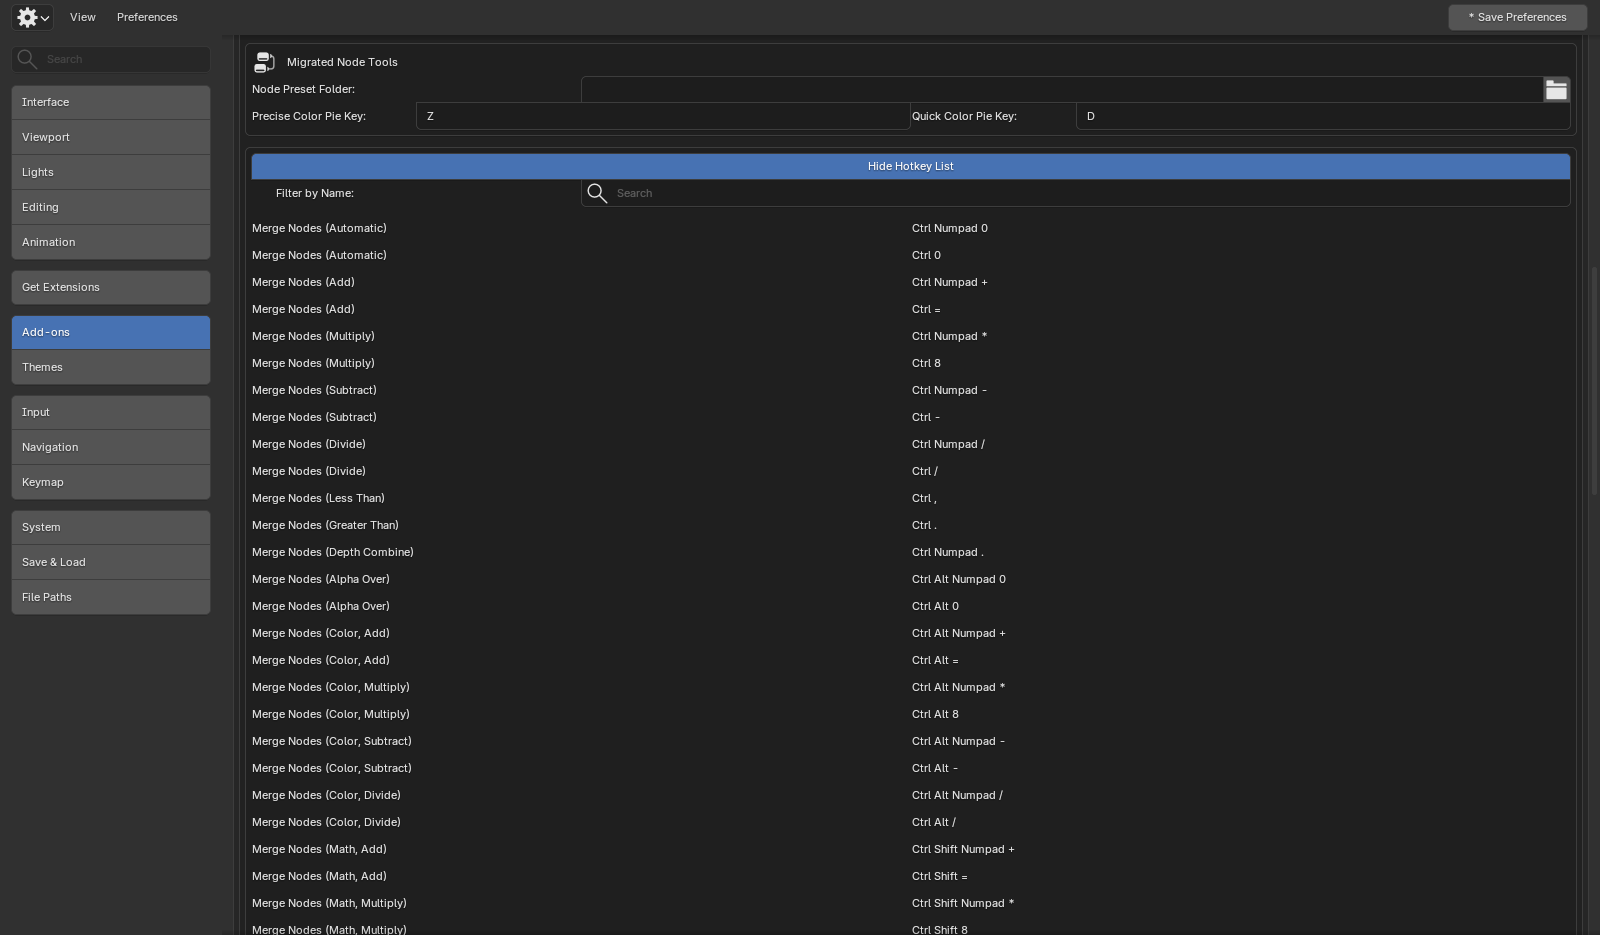 View Preferences * Save Preferences
Search
Interface
Viewport
Lights
Editing
Animation
Get Extensions
Add-ons
Themes
Input
Navigation
Keymap
System
Save & Load
File Paths
Migrated Node Tools
Node Preset Folder:
Precise Color Pie Key: Z Quick Color Pie Key: D
Hide Hotkey List
Filter by Name: Search
Merge Nodes (Automatic) Ctrl Numpad 0
Merge Nodes (Automatic) Ctrl 0
Merge Nodes (Add) Ctrl Numpad +
Merge Nodes (Add) Ctrl =
Merge Nodes (Multiply) Ctrl Numpad *
Merge Nodes (Multiply) Ctrl 8
Merge Nodes (Subtract) Ctrl Numpad -
Merge Nodes (Subtract) Ctrl -
Merge Nodes (Divide) Ctrl Numpad /
Merge Nodes (Divide) Ctrl /
Merge Nodes (Less Than) Ctrl ,
Merge Nodes (Greater Than) Ctrl .
Merge Nodes (Depth Combine) Ctrl Numpad .
Merge Nodes (Alpha Over) Ctrl Alt Numpad 0
Merge Nodes (Alpha Over) Ctrl Alt 0
Merge Nodes (Color, Add) Ctrl Alt Numpad +
Merge Nodes (Color, Add) Ctrl Alt =
Merge Nodes (Color, Multiply) Ctrl Alt Numpad *
Merge Nodes (Color, Multiply) Ctrl Alt 8
Merge Nodes (Color, Subtract) Ctrl Alt Numpad -
Merge Nodes (Color, Subtract) Ctrl Alt -
Merge Nodes (Color, Divide) Ctrl Alt Numpad /
Merge Nodes (Color, Divide) Ctrl Alt /
Merge Nodes (Math, Add) Ctrl Shift Numpad +
Merge Nodes (Math, Add) Ctrl Shift =
Merge Nodes (Math, Multiply) Ctrl Shift Numpad *
Merge Nodes (Math, Multiply) Ctrl Shift 8